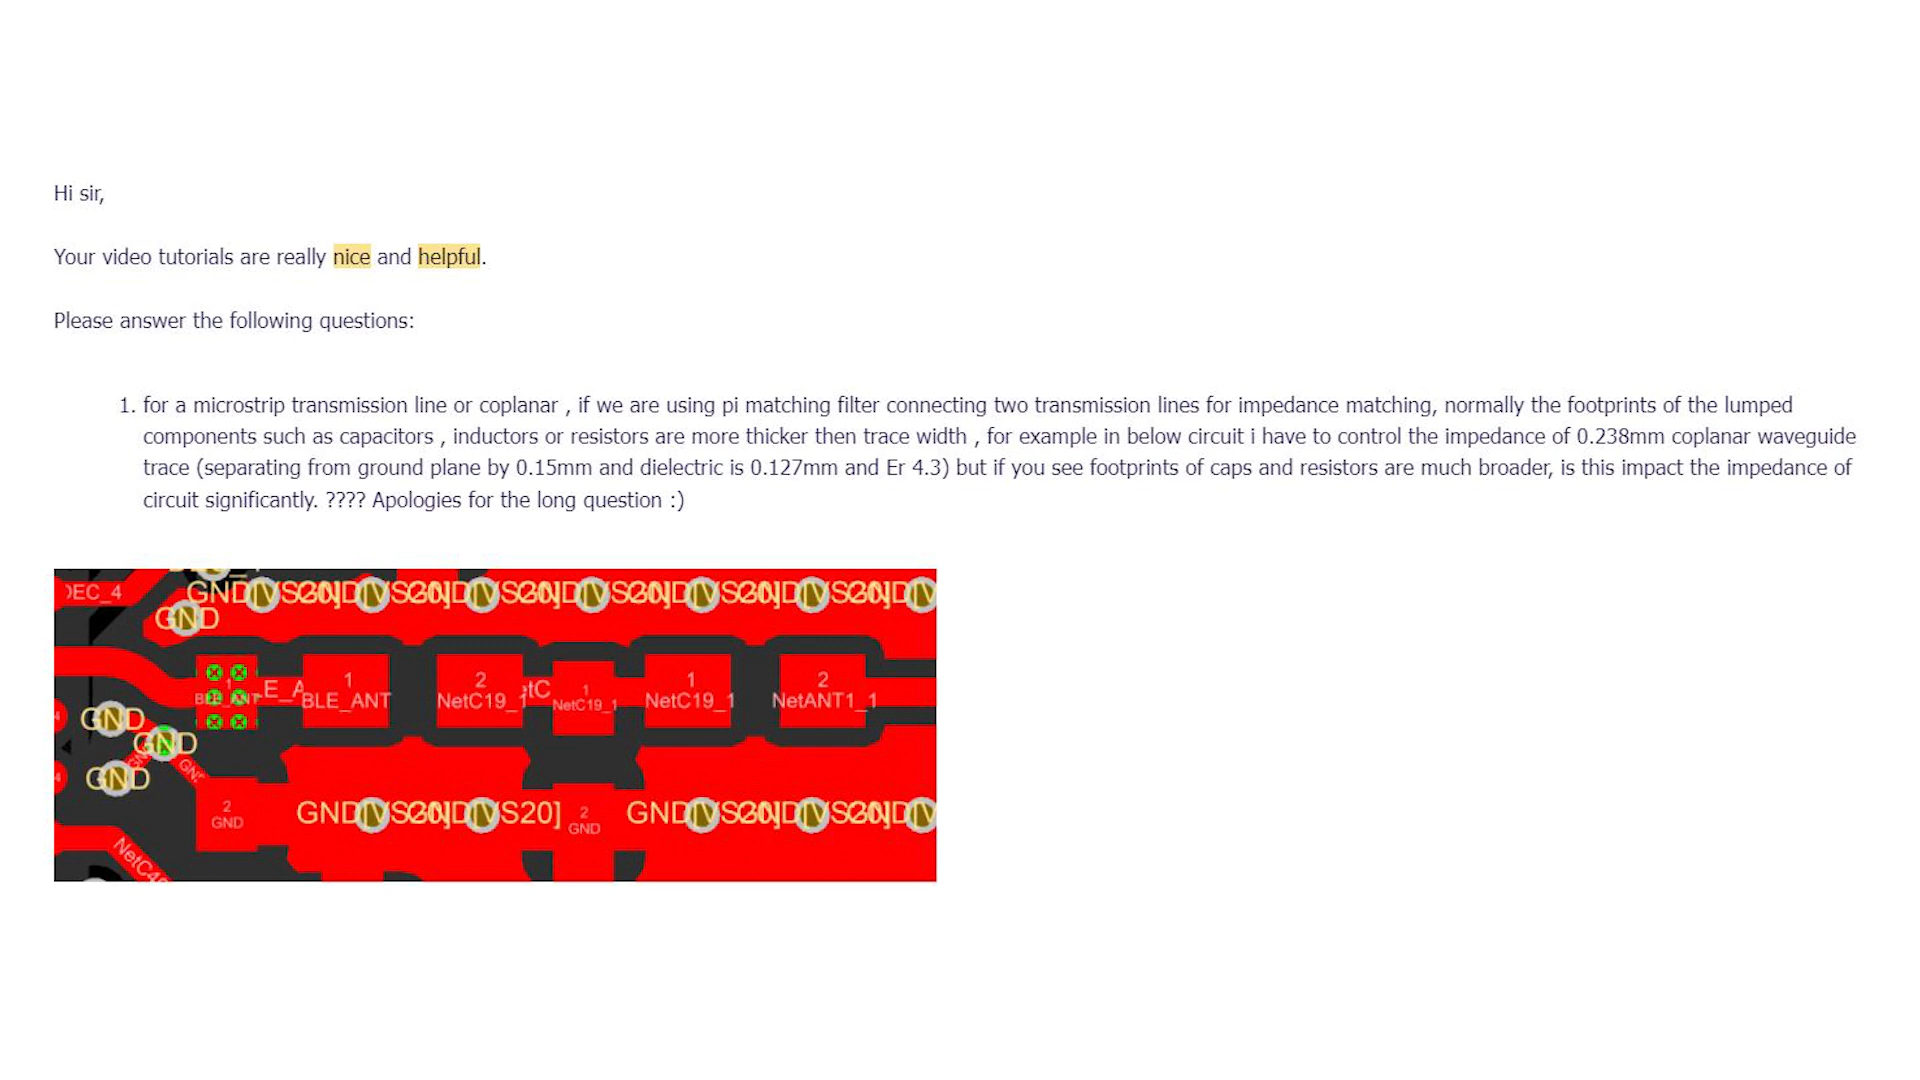 Hi sir,
Your video tutorials are really nice and helpful.
Please answer the following questions:
1. for a microstrip transmission line or coplanar , if we are using pi matching filter connecting two transmission lines for impedance matching, normally the footprints of the lumped
components such as capacitors , inductors or resistors are more thicker then trace width , for example in below circuit i have to control the impedance of 0.238mm coplanar waveguide
trace (separating from ground plane by 0.15mm and dielectric is 0.127mm and Er 4.3) but if you see footprints of caps and resistors are much broader, is this impact the impedance of
circuit significantly. ???? Apologies for the long question :)
DEC_4
GND
GND
1
BLE_ANT
2
NetC19_1
1
NetC19_1
1
NetC19_1
2
NetANT1_1
GND
GND
GND
2
GND
GND
S20]
2
GND
GND